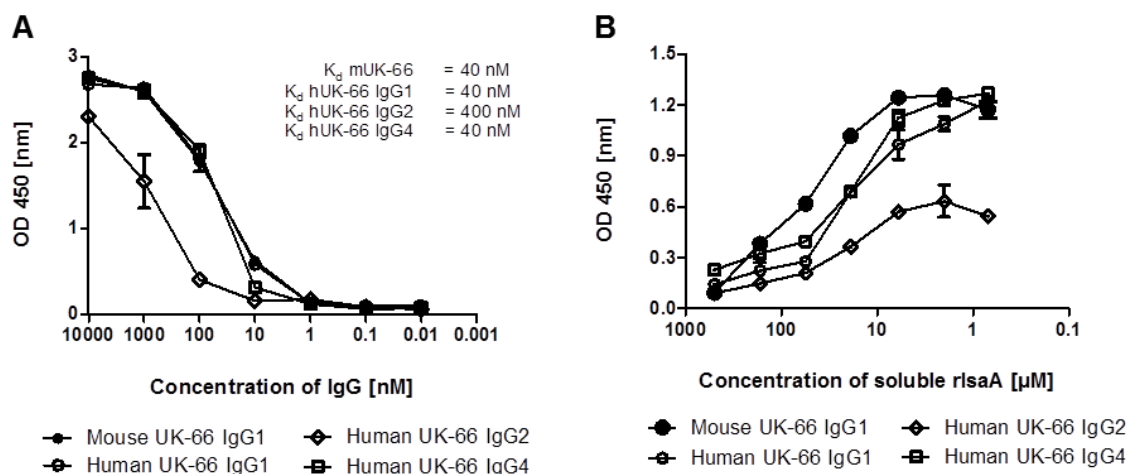 A
3
2
1
0
OD 450 [nm]
K_d mUK-66 = 40 nM
K_d hUK-66 IgG1 = 40 nM
K_d hUK-66 IgG2 = 400 nM
K_d hUK-66 IgG4 = 40 nM
10000 1000 100 10 1 0.1 0.01 0.001
Concentration of IgG [nM]
Mouse UK-66 IgG1 Human UK-66 IgG2
Human UK-66 IgG1 Human UK-66 IgG4
B
1.5
1.2
0.9
0.6
0.3
0.0
OD 450 [nm]
1000 100 10 1 0.1
Concentration of soluble rIsaA [µM]
Mouse UK-66 IgG1 Human UK-66 IgG2
Human UK-66 IgG1 Human UK-66 IgG4